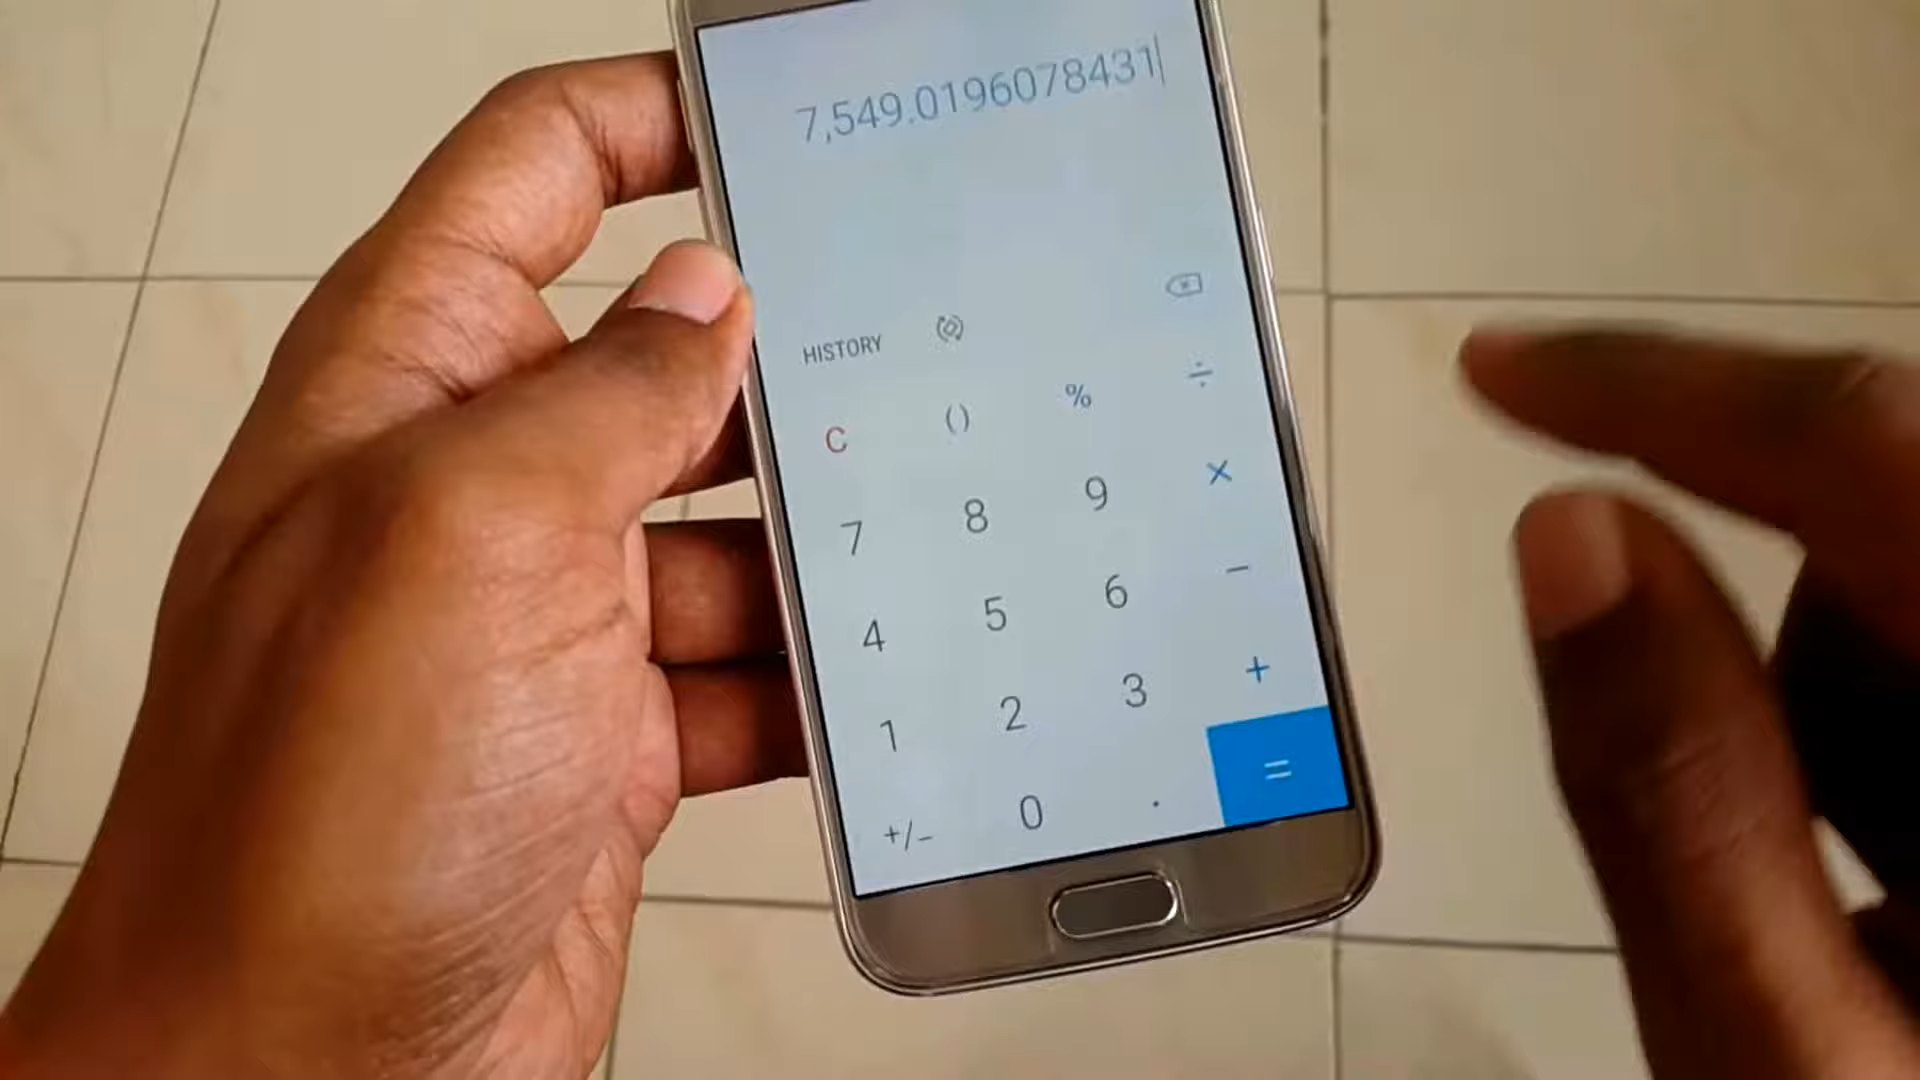 7,549.0196078431
HISTORY
C () % ÷
7 8 9 ×
4 5 6 −
1 2 3 +
+/− 0 . =